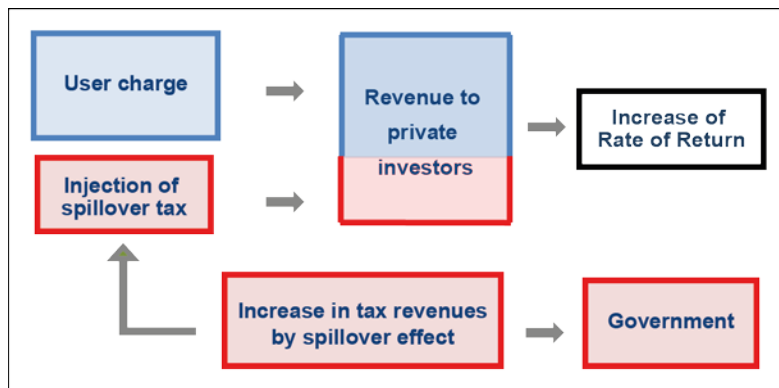 User charge
Revenue to
private
investors
Increase of
Rate of Return
Injection of
spillover tax
Increase in tax revenues
by spillover effect
Government